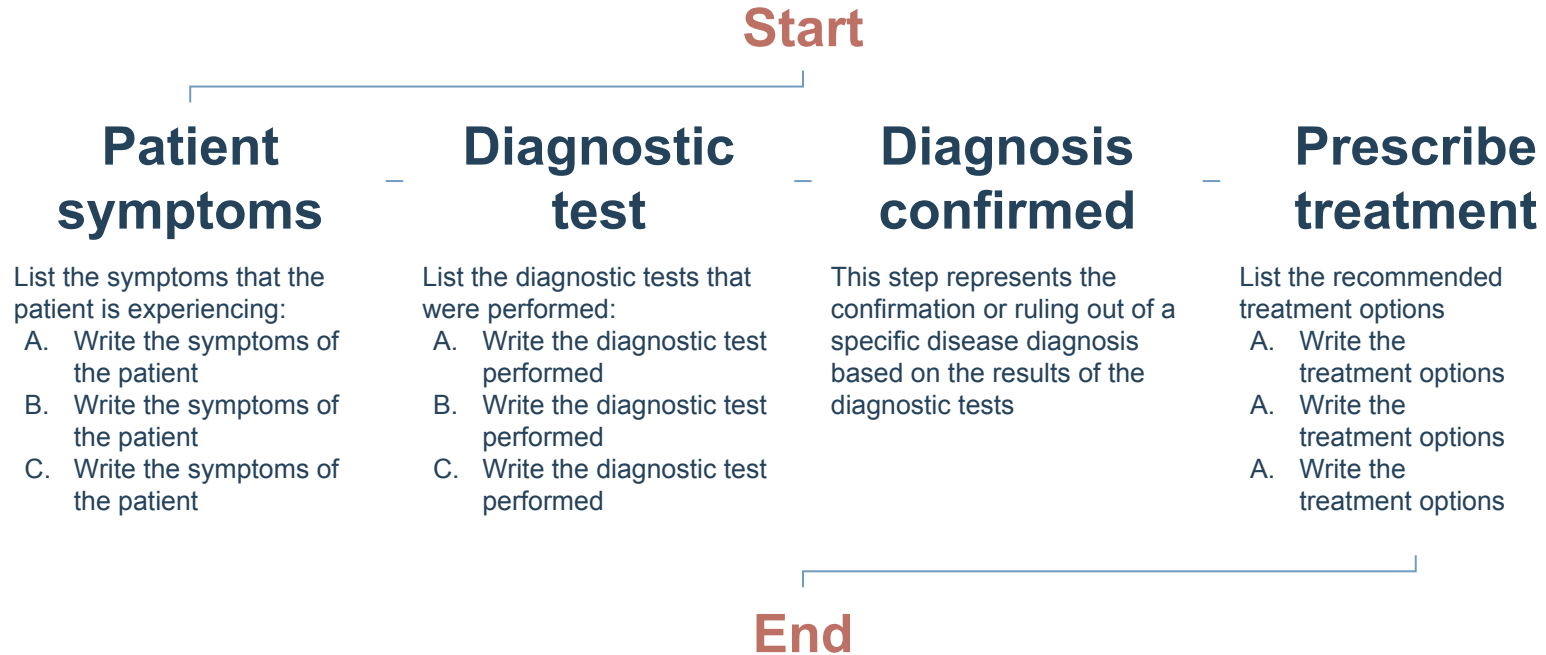 Start
Patient
symptoms
List the symptoms that the
patient is experiencing:
A. Write the symptoms of
the patient
B. Write the symptoms of
the patient
C. Write the symptoms of
the patient
Diagnostic
test
List the diagnostic tests that
were performed:
A. Write the diagnostic test
performed
B. Write the diagnostic test
performed
C. Write the diagnostic test
performed
Diagnosis
confirmed
This step represents the
confirmation or ruling out of a
specific disease diagnosis
based on the results of the
diagnostic tests
Prescribe
treatment
List the recommended
treatment options
A. Write the
treatment options
A. Write the
treatment options
A. Write the
treatment options
End